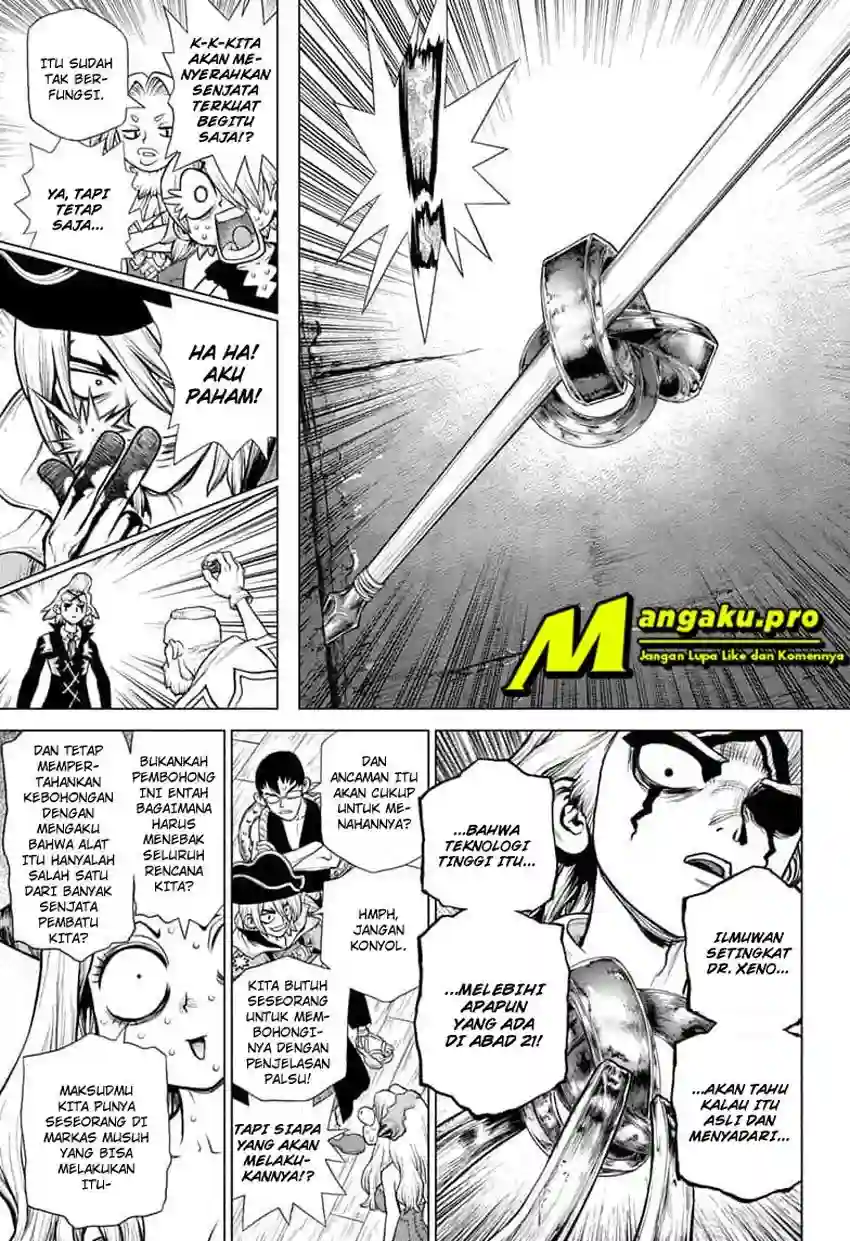 K-K-KITA
AKAN ME-
NYERAHKAN
SENJATA
TERKUAT
BEGITU
SAJA!?
ITU SUDAH
TAK BER-
FUNGSI.
YA, TAPI
TETAP
SAJA...
HA HA!
AKU
PAHAM!
Mangaku.pro
Jangan Lupa Like dan Komennya
ILMUWAN
SETINGKAT
DR. XENO...
...AKAN TAHU
KALAU ITU
ASLI DAN
MENYADARI...
...BAHWA
TEKNOLOGI
TINGGI ITU...
...MELEBIHI
APAPUN
YANG ADA
DI ABAD 21!
DAN
ANCAMAN ITU
AKAN CUKUP
UNTUK ME-
NAHANNYA?
HMPH,
JANGAN
KONYOL.
KITA BUTUH
SESEORANG
UNTUK MEM-
BOHONGI-
NYA DENGAN
PENJELASAN
PALSU!
TAPI SIAPA
YANG AKAN
MELAKU-
KANNYA!?
BUKANKAH
PEMBOHONG
INI ENTAH
BAGAIMANA
HARUS
MENEBAK
SELURUH
RENCANA
KITA?
DAN TETAP
MEMPER-
TAHANKAN
KEBOHONGAN
DENGAN
MENGAKU
BAHWA ALAT
ITU HANYALAH
SALAH SATU
DARI BANYAK
SENJATA
PEMBATU
KITA?
MAKSUDMU
KITA PUNYA
SESEORANG DI
MARKAS MUSUH
YANG BISA
MELAKUKAN
ITU-